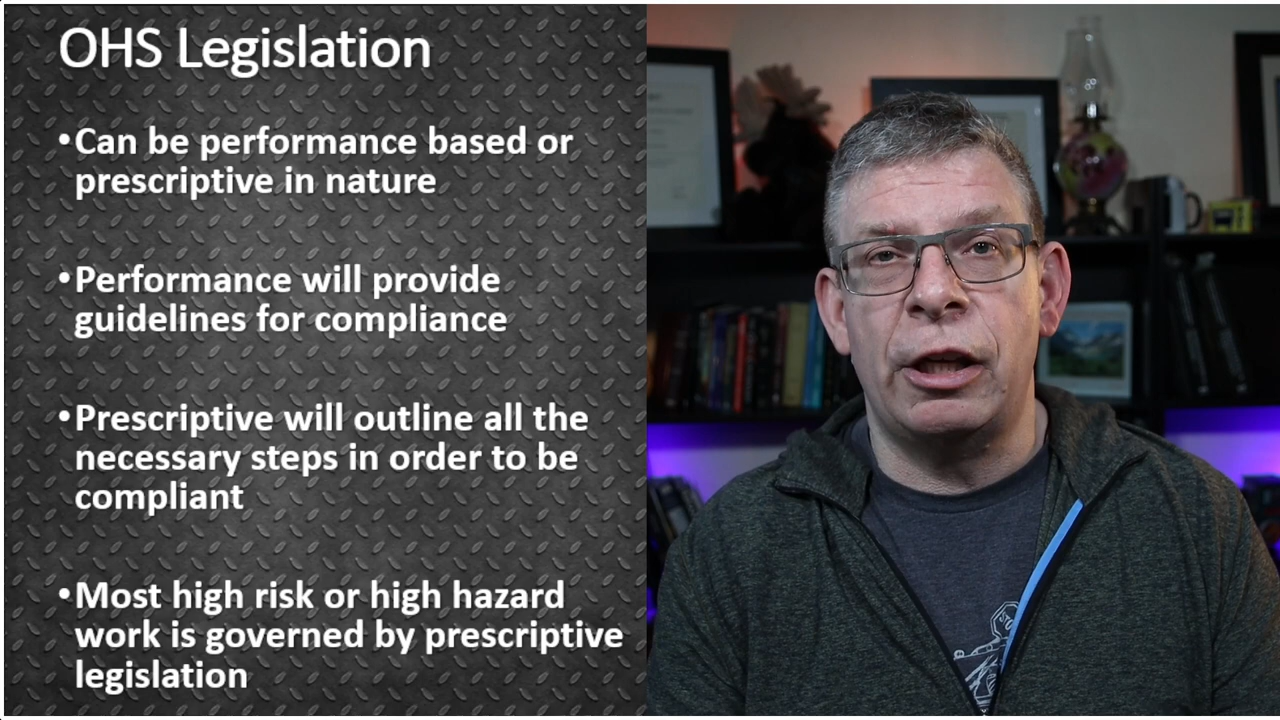 OHS Legislation
•Can be performance based or
prescriptive in nature
•Performance will provide
guidelines for compliance
•Prescriptive will outline all the
necessary steps in order to be
compliant
•Most high risk or high hazard
work is governed by prescriptive
legislation